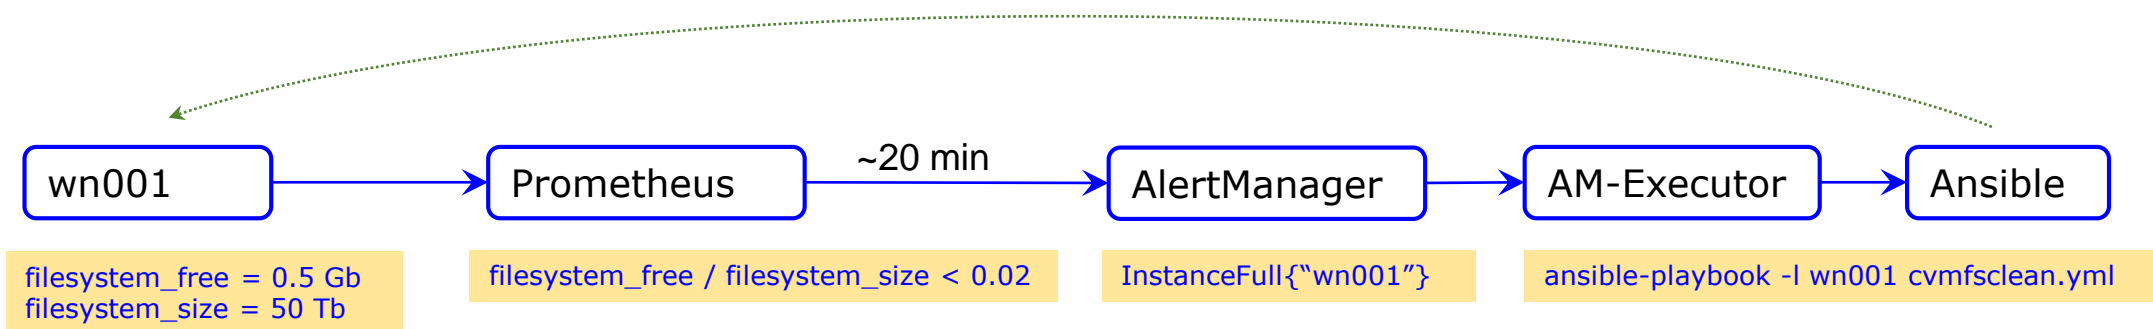 ~20 min
wn001
Prometheus
AlertManager
AM-Executor
Ansible
filesystem_free = 0.5 Gb
filesystem_size = 50 Tb
filesystem_free / filesystem_size < 0.02
InstanceFull{“wn001”}
ansible-playbook -l wn001 cvmfsclean.yml